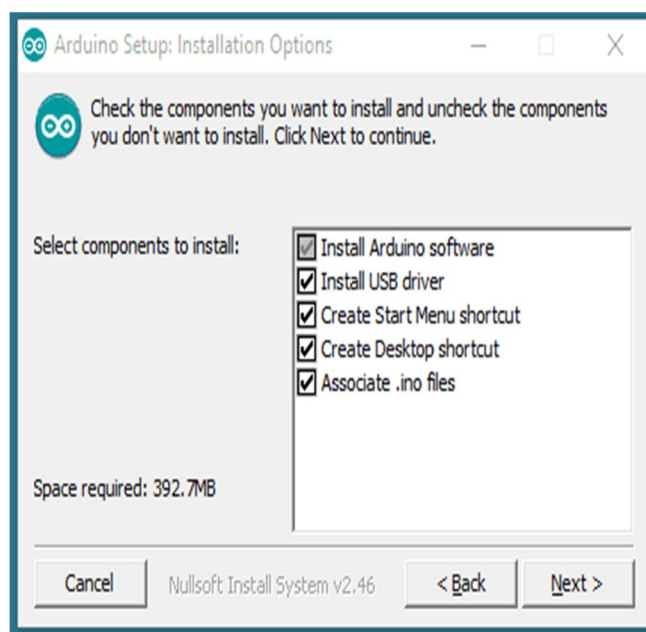 Arduino Setup: Installation Options
Check the components you want to install and uncheck the components
you don't want to install. Click Next to continue.
Select components to install:
Install Arduino software
Install USB driver
Create Start Menu shortcut
Create Desktop shortcut
Associate .ino files
Space required: 392.7MB
Cancel
Nullsoft Install System v2.46
< Back
Next >